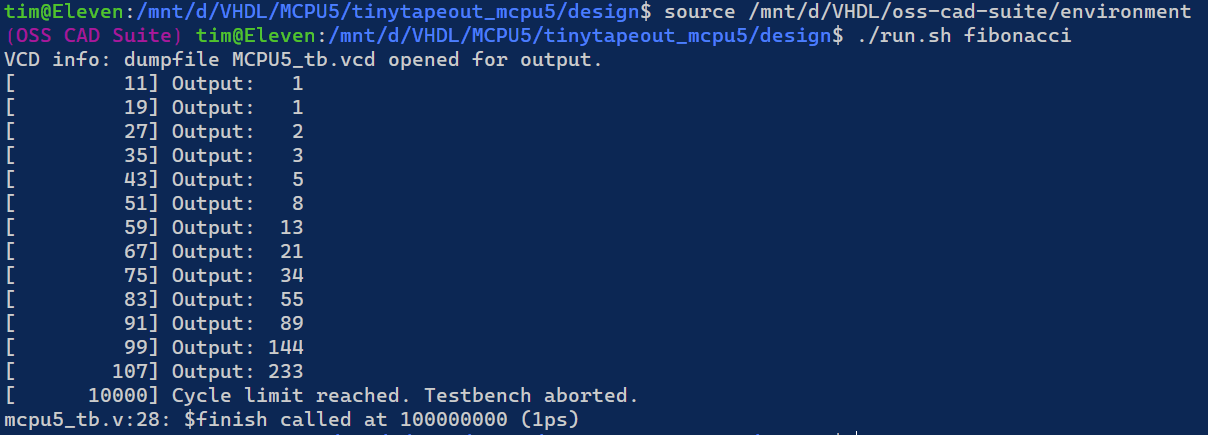 tim@Eleven:/mnt/d/VHDL/MCPU5/tinytapeout_mcpu5/design$ source /mnt/d/VHDL/oss-cad-suite/environment
(OSS CAD Suite) tim@Eleven:/mnt/d/VHDL/MCPU5/tinytapeout_mcpu5/design$ ./run.sh fibonacci
VCD info: dumpfile MCPU5_tb.vcd opened for output.
[         11] Output:   1
[         19] Output:   1
[         27] Output:   2
[         35] Output:   3
[         43] Output:   5
[         51] Output:   8
[         59] Output:  13
[         67] Output:  21
[         75] Output:  34
[         83] Output:  55
[         91] Output:  89
[         99] Output: 144
[        107] Output: 233
[      10000] Cycle limit reached. Testbench aborted.
mcpu5_tb.v:28: $finish called at 100000000 (1ps)